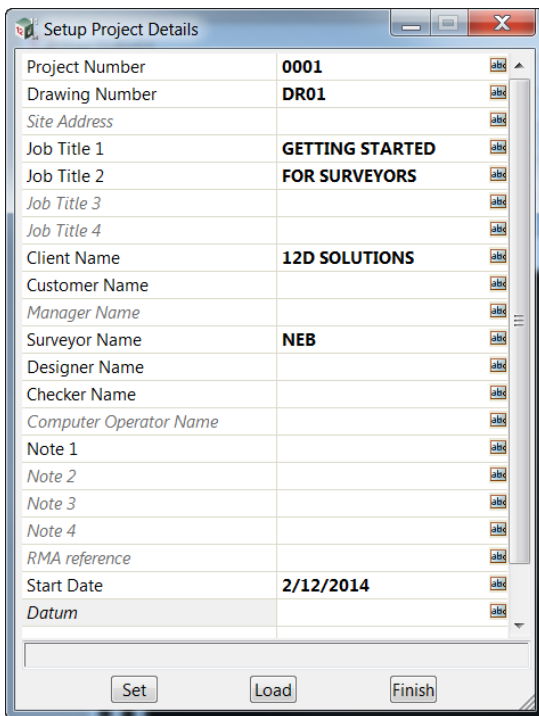 Setup Project Details
Project Number 0001
Drawing Number DR01
Site Address
Job Title 1 GETTING STARTED
Job Title 2 FOR SURVEYORS
Job Title 3
Job Title 4
Client Name 12D SOLUTIONS
Customer Name
Manager Name
Surveyor Name NEB
Designer Name
Checker Name
Computer Operator Name
Note 1
Note 2
Note 3
Note 4
RMA reference
Start Date 2/12/2014
Datum
Set Load Finish